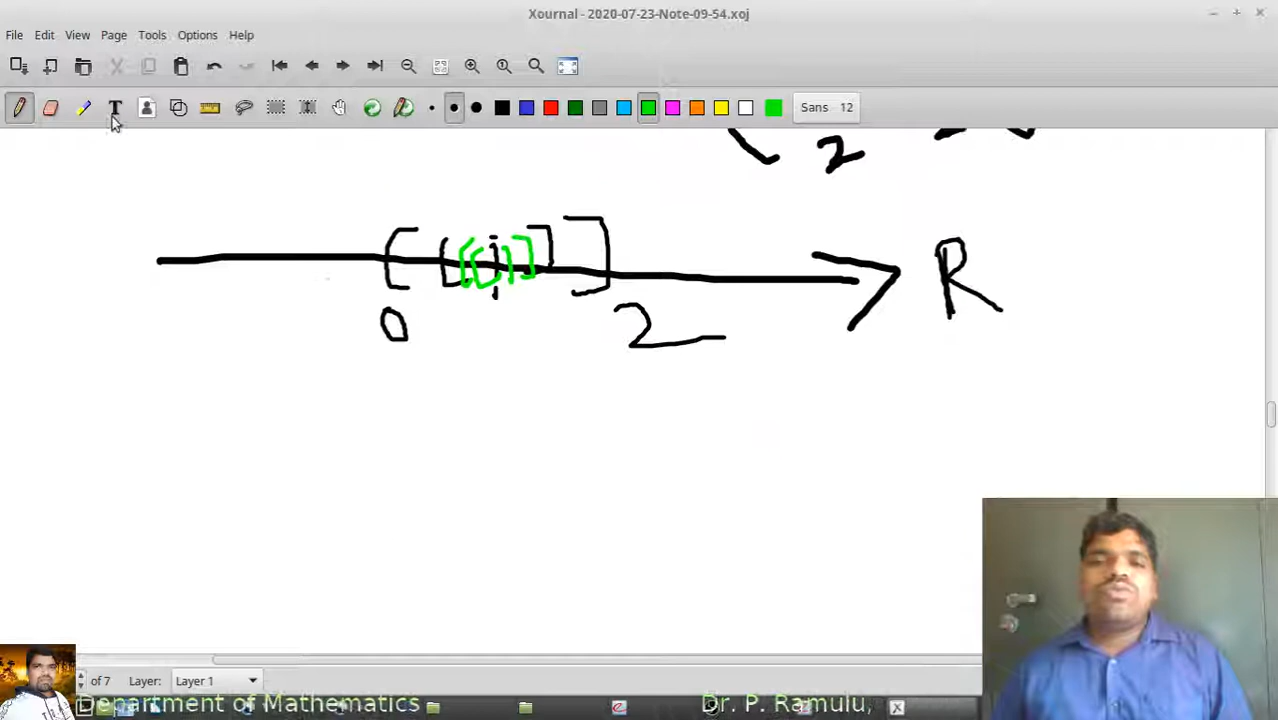 Xournal - 2020-07-23-Note-09-54.xoj
File Edit View Page Tools Options Help
T Sans 12
2
[ [ [ [ ] ] ] ] R
0 2
of 7 Layer: Layer 1
Department of Mathematics Dr. P. Ramulu,